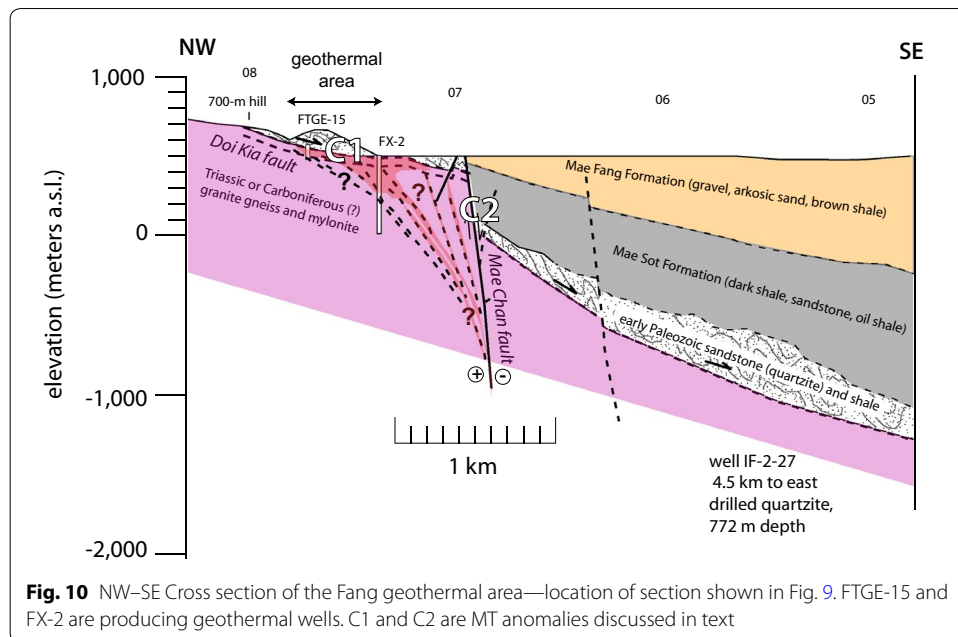 NW
SE
geothermal
area
1,000
08
07
06
05
700-m hill
FTGE-15
C1
FX-2
Doi Kia fault
?
Triassic or Carboniferous (?)
granite gneiss and mylonite
?
Mae Fang Formation (gravel, arkosic sand, brown shale)
C2
0
elevation (meters a.s.l.)
Mae Sot Formation (dark shale, sandstone, oil shale)
Mae Chan fault
?
early Paleozoic sandstone (quartzite) and shale
+ -
-1,000
1 km
well IF-2-27
4.5 km to east
drilled quartzite,
772 m depth
-2,000
Fig. 10 NW–SE Cross section of the Fang geothermal area—location of section shown in Fig. 9. FTGE-15 and
FX-2 are producing geothermal wells. C1 and C2 are MT anomalies discussed in text